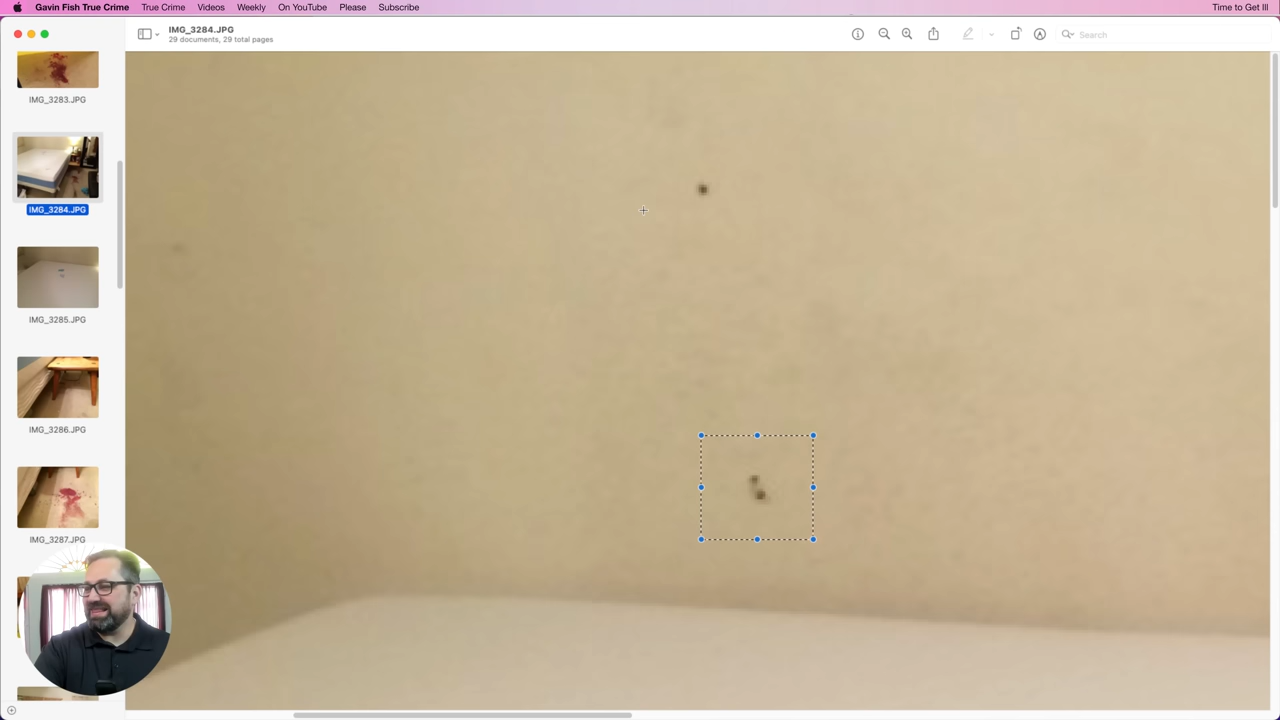 Gavin Fish True Crime True Crime Videos Weekly On YouTube Please Subscribe Time to Get Ill
IMG_3284.JPG
29 documents, 29 total pages
Search
IMG_3283.JPG
IMG_3284.JPG
IMG_3285.JPG
IMG_3286.JPG
IMG_3287.JPG